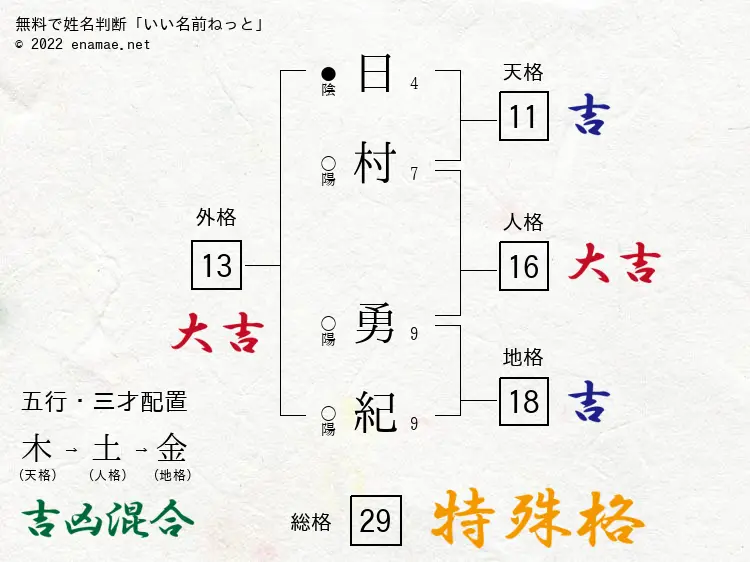 無料で姓名判断「いい名前ねっと」
© 2022 enamae.net
●陰 日 4
○陽 村 7
○陽 勇 9
○陽 紀 9
天格
11 吉
人格
16 大吉
地格
18 吉
外格
13
大吉
五行・三才配置
木 → 土 → 金
(天格) (人格) (地格)
吉凶混合
総格 29 特殊格